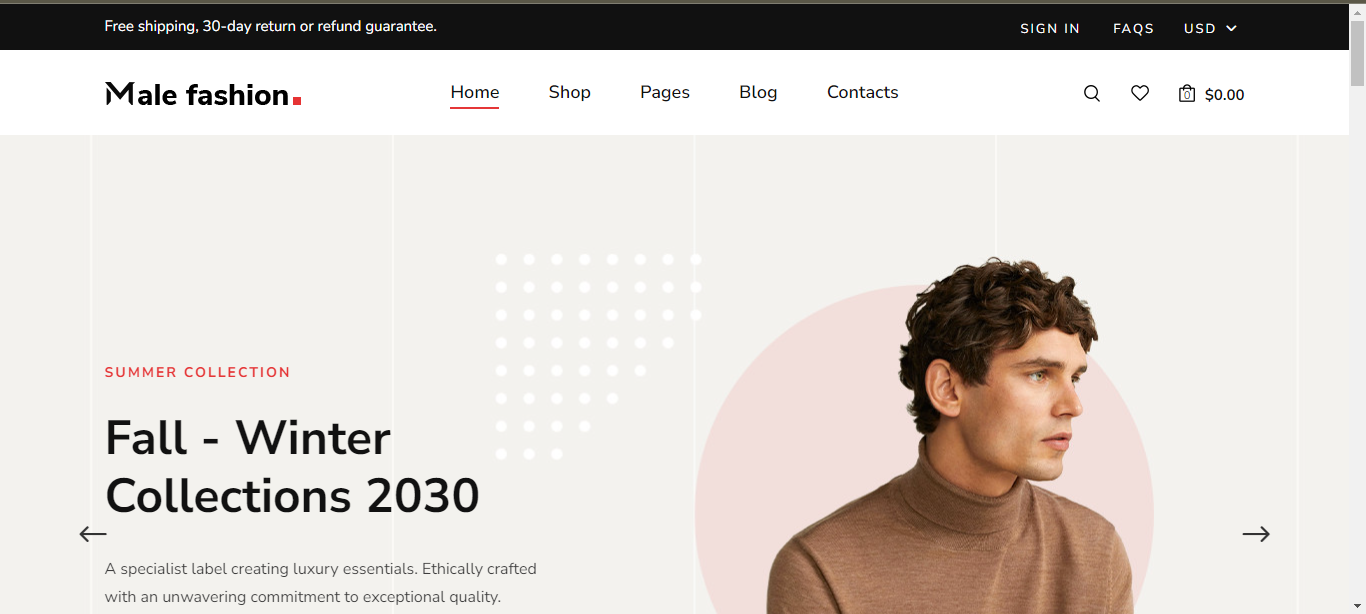 Free shipping, 30-day return or refund guarantee.
SIGN IN FAQS USD
Male fashion.
Home Shop Pages Blog Contacts
0 $0.00
SUMMER COLLECTION
Fall - Winter
Collections 2030
A specialist label creating luxury essentials. Ethically crafted
with an unwavering commitment to exceptional quality.